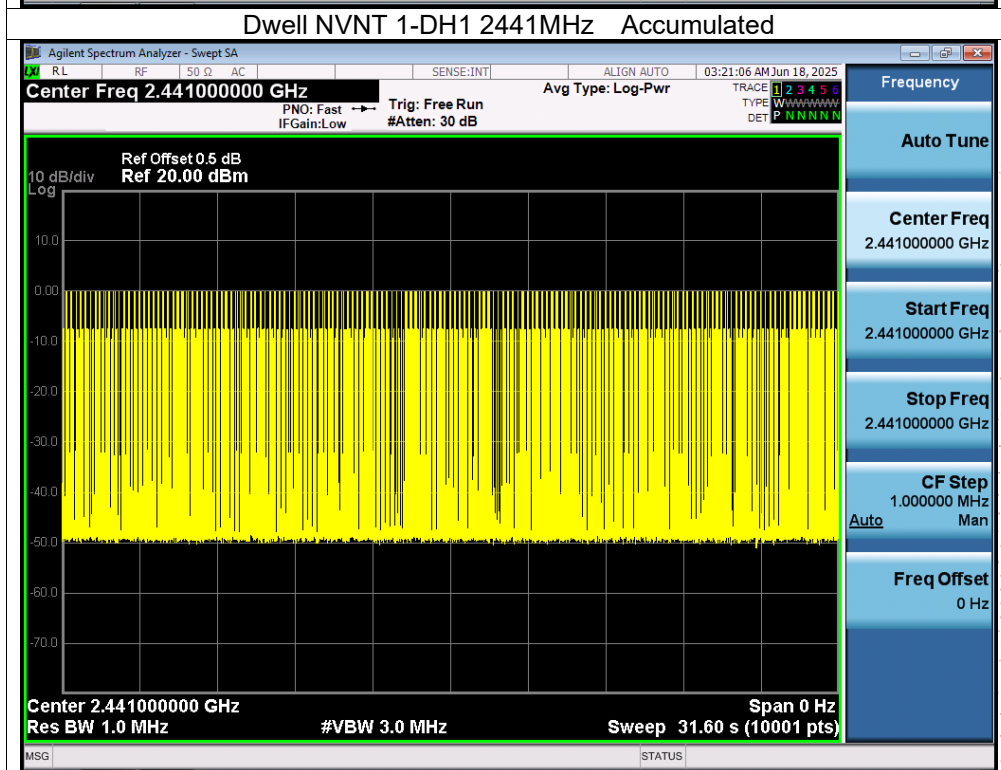 Dwell NVNT 1-DH1 2441MHz Accumulated
Agilent Spectrum Analyzer - Swept SA
LXI RL RF 50 Ω AC SENSE:INT ALIGN AUTO 03:21:06 AM Jun 18, 2025
Center Freq 2.441000000 GHz
PNO: Fast
IFGain:Low
Trig: Free Run
#Atten: 30 dB
Avg Type: Log-Pwr
TRACE 1 2 3 4 5 6
TYPE WWWWWWW
DET P N N N N N
Ref Offset 0.5 dB
10 dB/div Ref 20.00 dBm
Log
10.0
0.00
-10.0
-20.0
-30.0
-40.0
-50.0
-60.0
-70.0
Center 2.441000000 GHz Span 0 Hz
Res BW 1.0 MHz #VBW 3.0 MHz Sweep 31.60 s (10001 pts)
MSG STATUS
Frequency
Auto Tune
Center Freq
2.441000000 GHz
Start Freq
2.441000000 GHz
Stop Freq
2.441000000 GHz
CF Step
1.000000 MHz
Auto Man
Freq Offset
0 Hz